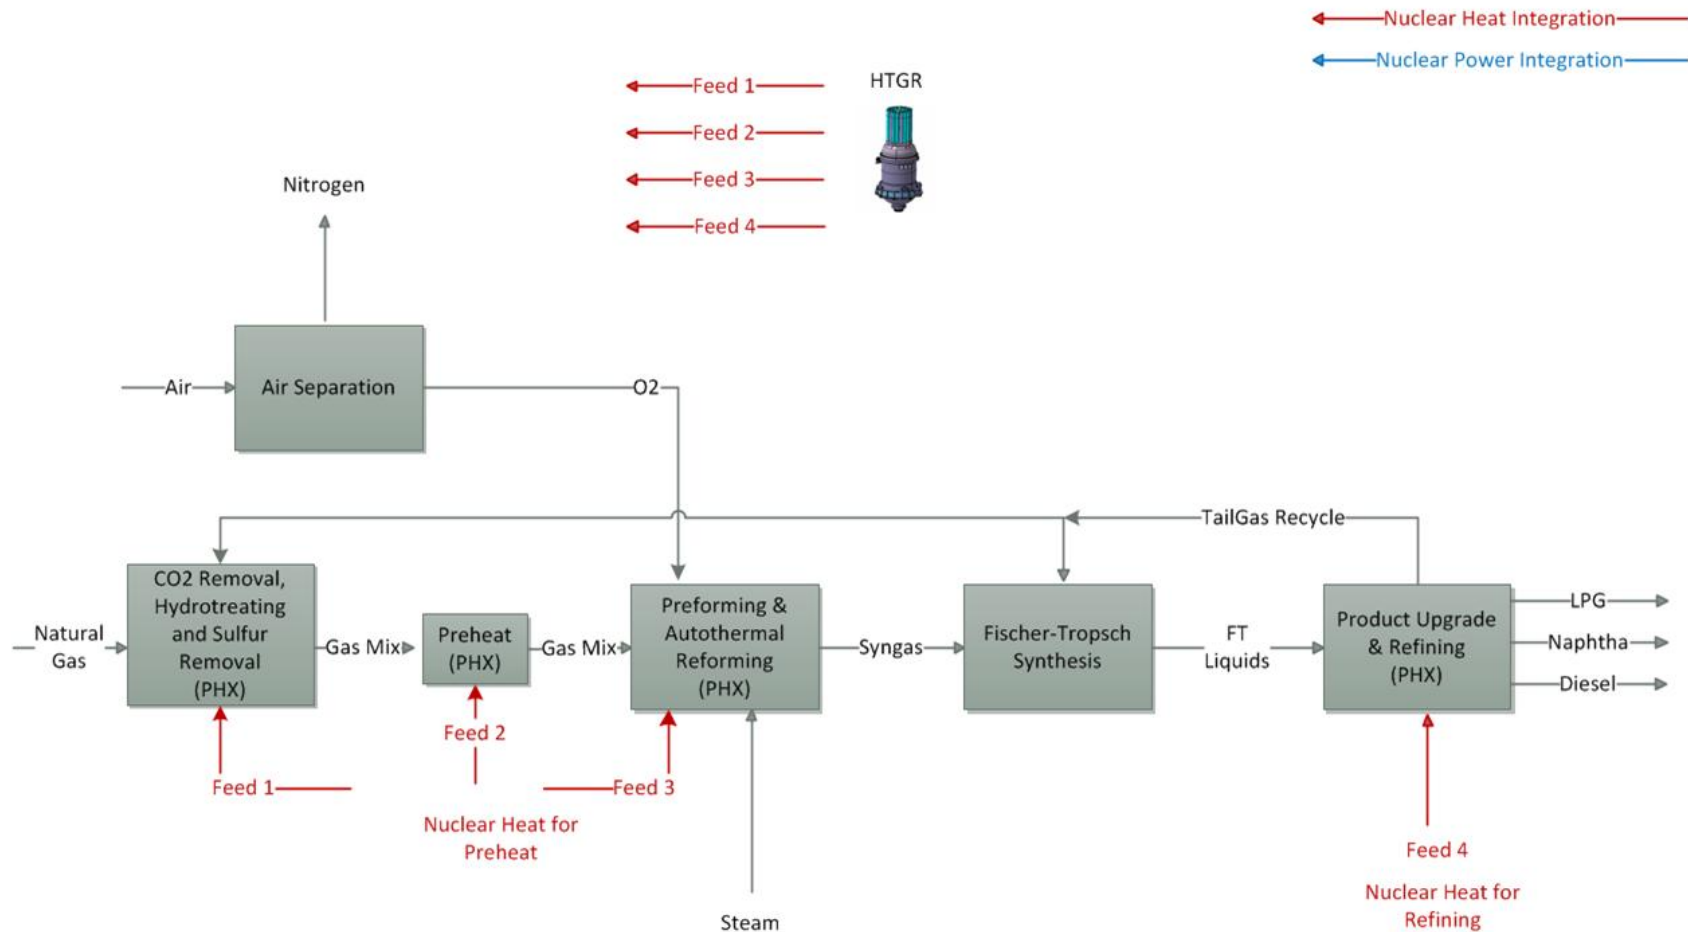 Nuclear Heat Integration
Nuclear Power Integration
HTGR
Feed 1
Feed 2
Feed 3
Feed 4
Nitrogen
Air
Air Separation
O2
TailGas Recycle
Natural
Gas
CO2 Removal,
Hydrotreating
and Sulfur
Removal
(PHX)
Gas Mix
Preheat
(PHX)
Gas Mix
Preforming &
Autothermal
Reforming
(PHX)
Syngas
Fischer-Tropsch
Synthesis
FT
Liquids
Product Upgrade
& Refining
(PHX)
LPG
Naphtha
Diesel
Feed 1
Feed 2
Feed 3
Nuclear Heat for
Preheat
Steam
Feed 4
Nuclear Heat for
Refining